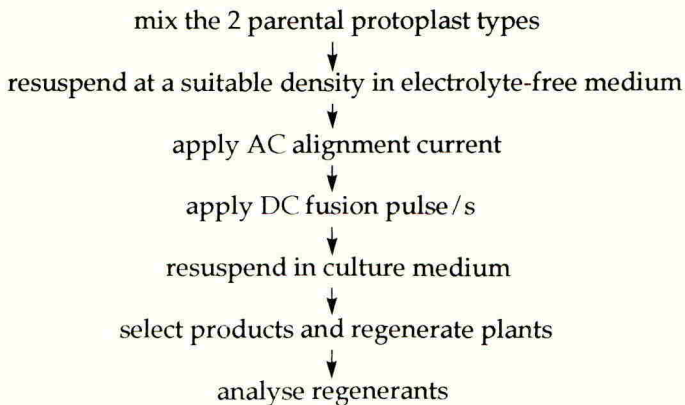 mix the 2 parental protoplast types
resuspend at a suitable density in electrolyte-free medium
apply AC alignment current
apply DC fusion pulse/s
resuspend in culture medium
select products and regenerate plants
analyse regenerants